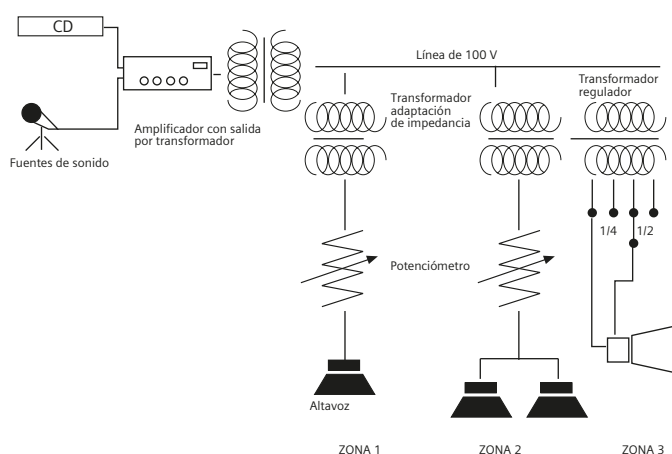 CD
Línea de 100 V
Transformador
regulador
Transformador
adaptación
de impedancia
Amplificador con salida
por transformador
Fuentes de sonido
1/4
1/2
Potenciómetro
Altavoz
ZONA 1
ZONA 2
ZONA 3